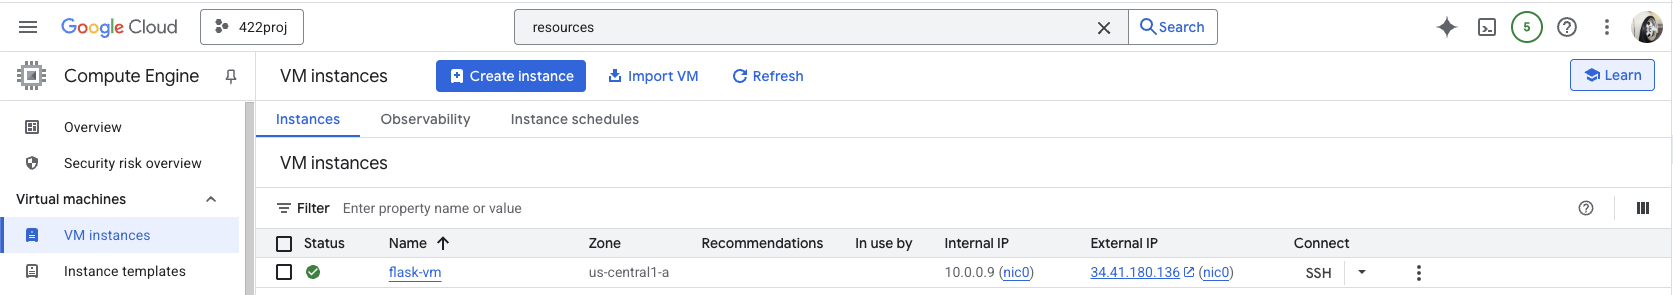 Google Cloud 422proj resources Search 5
Compute Engine VM instances Create instance Import VM Refresh Learn
Overview Instances Observability Instance schedules
Security risk overview VM instances
Virtual machines
Filter Enter property name or value
VM instances
Status Name Zone Recommendations In use by Internal IP External IP Connect
Instance templates flask-vm us-central1-a 10.0.0.9 (nic0) 34.41.180.136 (nic0) SSH